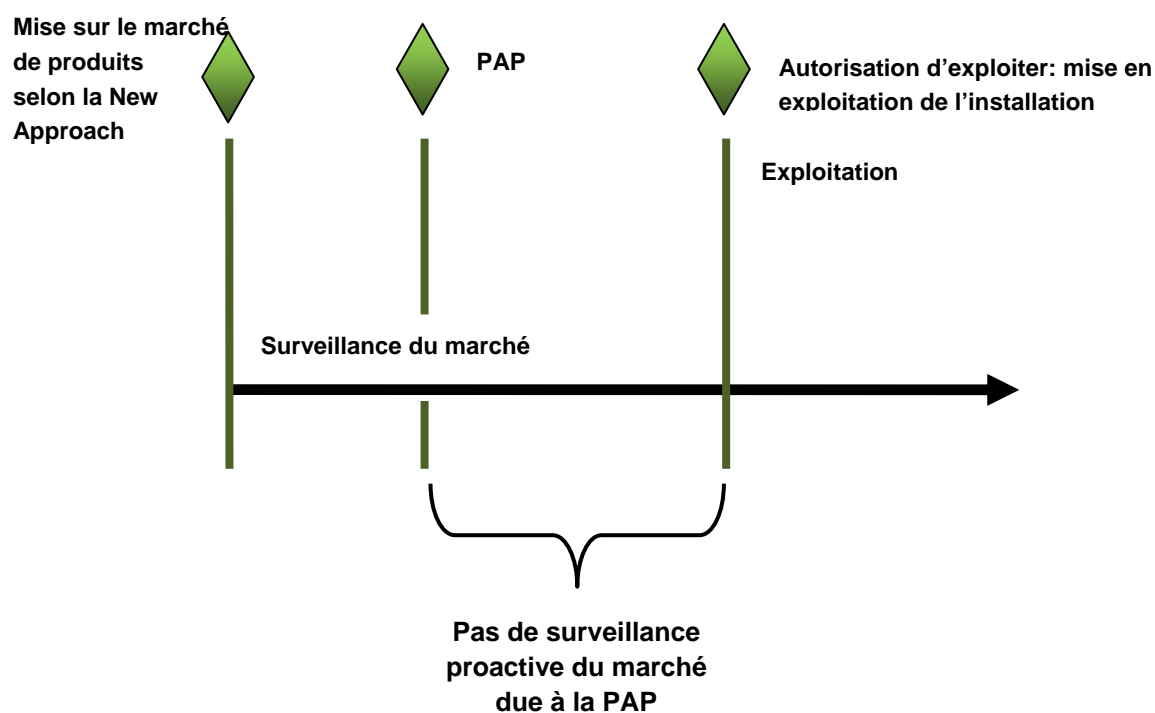 Mise sur le marché
de produits
selon la New
Approach
PAP
Autorisation d’exploiter: mise en
exploitation de l’installation
Exploitation
Surveillance du marché
Pas de surveillance
proactive du marché
due à la PAP